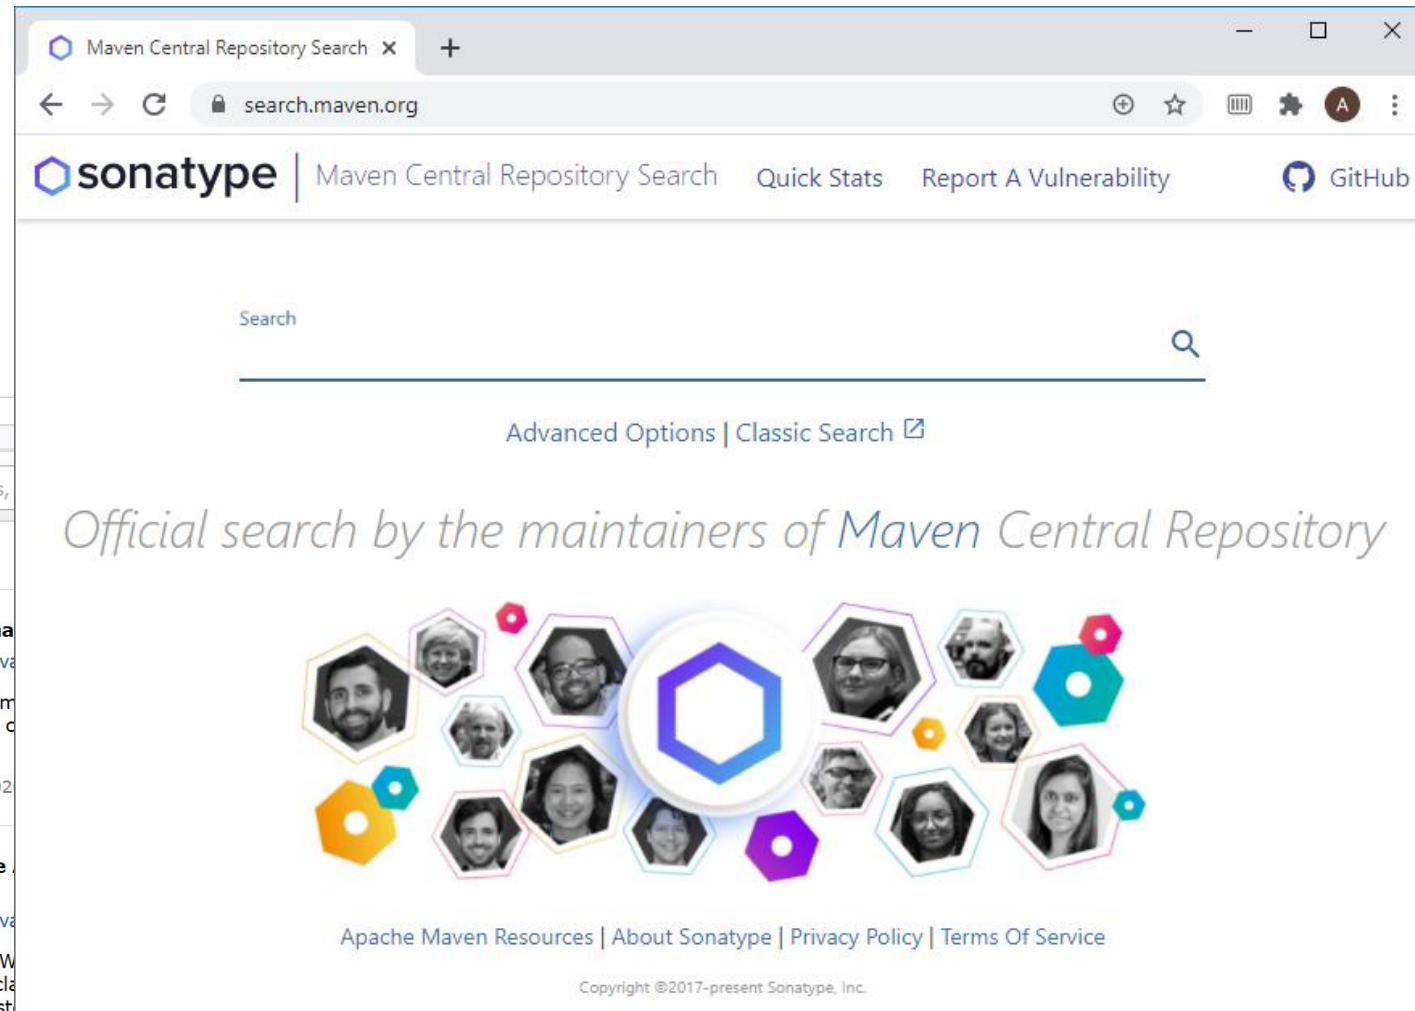 Maven Central Repository Search
search.maven.org
A
sonatype | Maven Central Repository Search Quick Stats Report A Vulnerability GitHub
Search
Advanced Options | Classic Search
Official search by the maintainers of Maven Central Repository
Apache Maven Resources | About Sonatype | Privacy Policy | Terms Of Service
Copyright ©2017-present Sonatype, Inc.